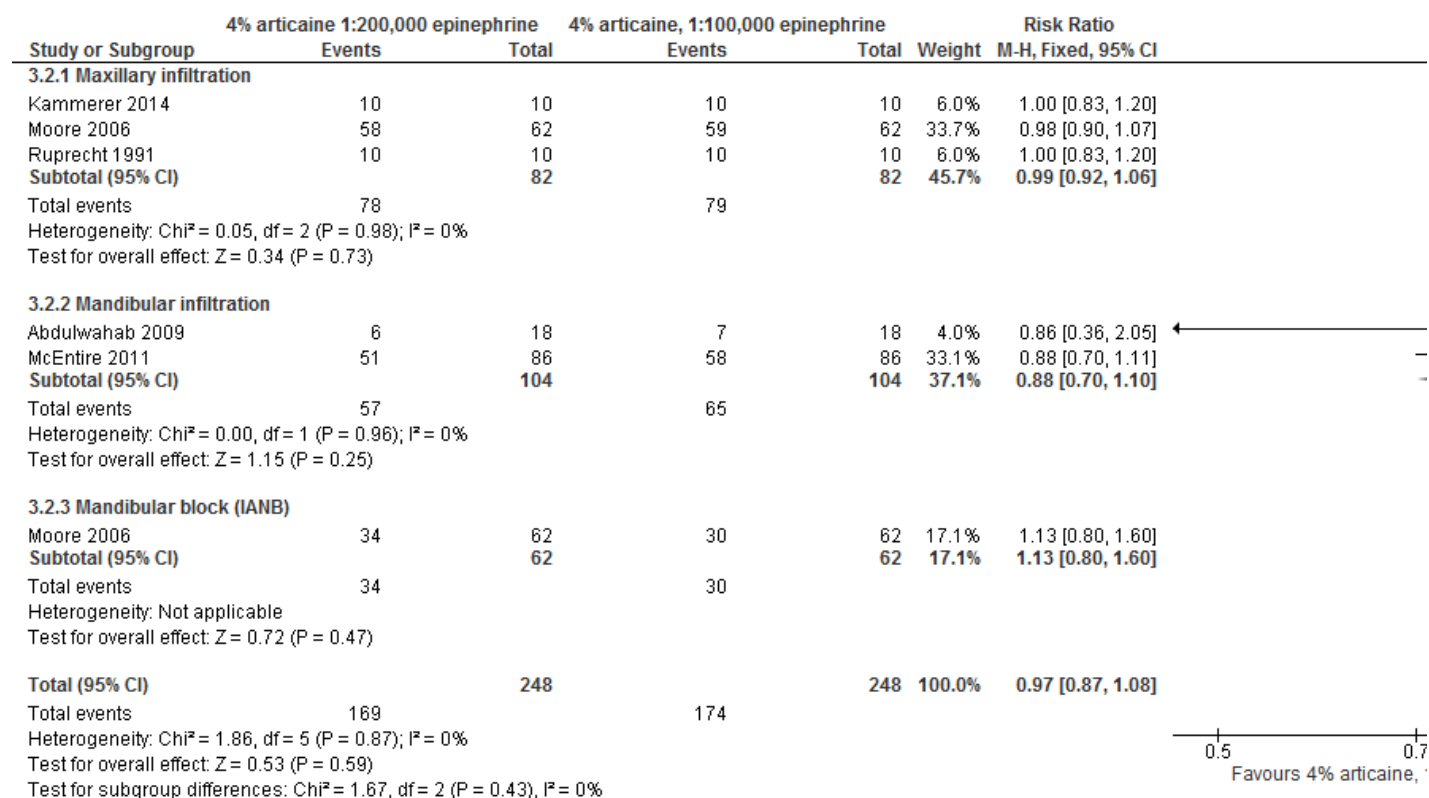 4% articaine 1:200,000 epinephrine 4% articaine, 1:100,000 epinephrine Risk Ratio
Study or Subgroup Events Total Events Total Weight M-H, Fixed, 95% CI
3.2.1 Maxillary infiltration
Kammerer 2014 10 10 10 10 6.0% 1.00 [0.83, 1.20]
Moore 2006 58 62 59 62 33.7% 0.98 [0.90, 1.07]
Ruprecht 1991 10 10 10 10 6.0% 1.00 [0.83, 1.20]
Subtotal (95% CI) 82 82 45.7% 0.99 [0.92, 1.06]
Total events 78 79
Heterogeneity: Chi² = 0.05, df = 2 (P = 0.98); I² = 0%
Test for overall effect: Z = 0.34 (P = 0.73)
3.2.2 Mandibular infiltration
Abdulwahab 2009 6 18 7 18 4.0% 0.86 [0.36, 2.05]
McEntire 2011 51 86 58 86 33.1% 0.88 [0.70, 1.11]
Subtotal (95% CI) 104 104 37.1% 0.88 [0.70, 1.10]
Total events 57 65
Heterogeneity: Chi² = 0.00, df = 1 (P = 0.96); I² = 0%
Test for overall effect: Z = 1.15 (P = 0.25)
3.2.3 Mandibular block (IANB)
Moore 2006 34 62 30 62 17.1% 1.13 [0.80, 1.60]
Subtotal (95% CI) 62 62 17.1% 1.13 [0.80, 1.60]
Total events 34 30
Heterogeneity: Not applicable
Test for overall effect: Z = 0.72 (P = 0.47)
Total (95% CI) 248 248 100.0% 0.97 [0.87, 1.08]
Total events 169 174
Heterogeneity: Chi² = 1.86, df = 5 (P = 0.87); I² = 0%
Test for overall effect: Z = 0.53 (P = 0.59)
Test for subgroup differences: Chi² = 1.67, df = 2 (P = 0.43), I² = 0%
0.5 0.7
Favours 4% articaine,